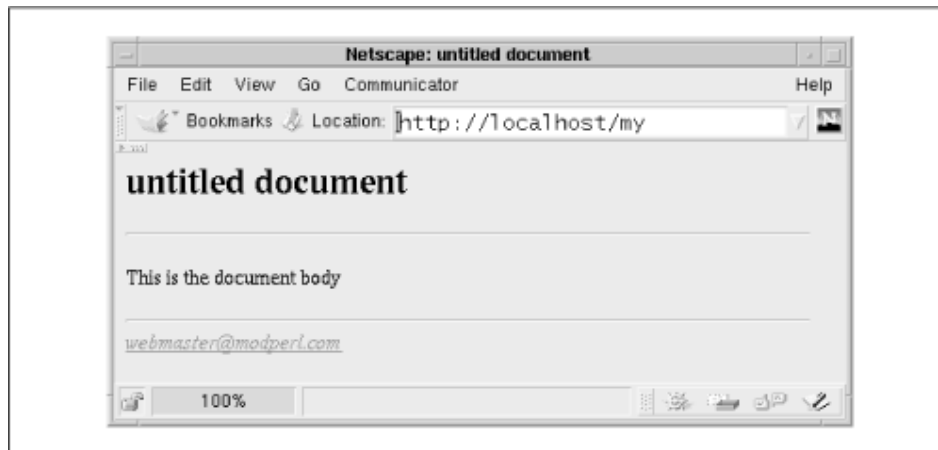 Netscape: untitled document
File Edit View Go Communicator Help
Bookmarks Location: http://localhost/my
N
untitled document
This is the document body
webmaster@modperl.com
100%